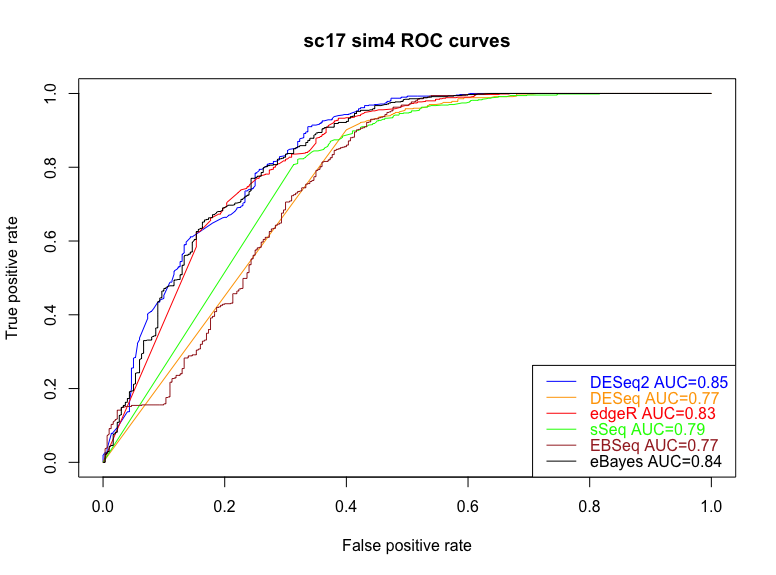 sc17 sim4 ROC curves
True positive rate
1.0
0.8
0.6
0.4
0.2
0.0
DESeq2 AUC=0.85
DESeq AUC=0.77
edgeR AUC=0.83
sSeq AUC=0.79
EBSeq AUC=0.77
eBayes AUC=0.84
0.0 0.2 0.4 0.6 0.8 1.0
False positive rate